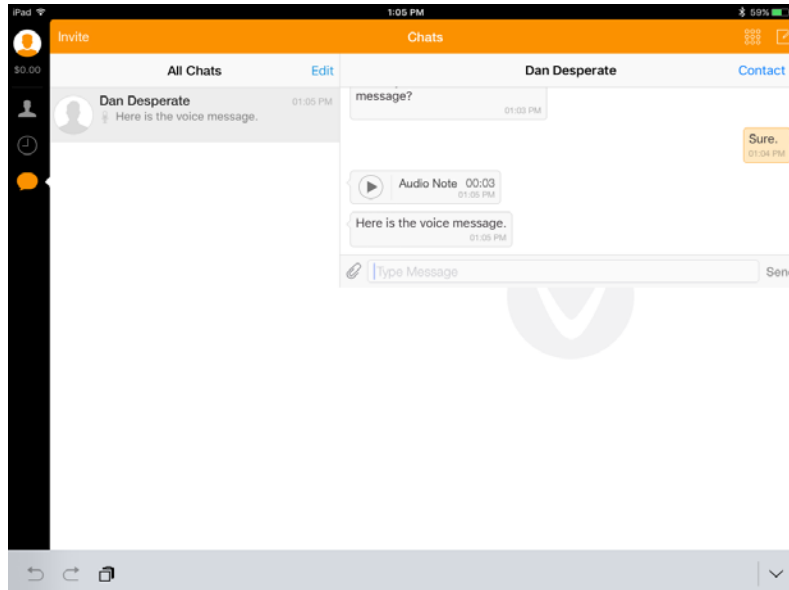 iPad 1:05 PM 59%
Invite Chats
$0.00 All Chats Edit Dan Desperate Contact
Dan Desperate 01:05 PM
Here is the voice message.
message?
01:03 PM
Sure.
01:04 PM
Audio Note 00:03
01:05 PM
Here is the voice message.
01:05 PM
Type Message Send